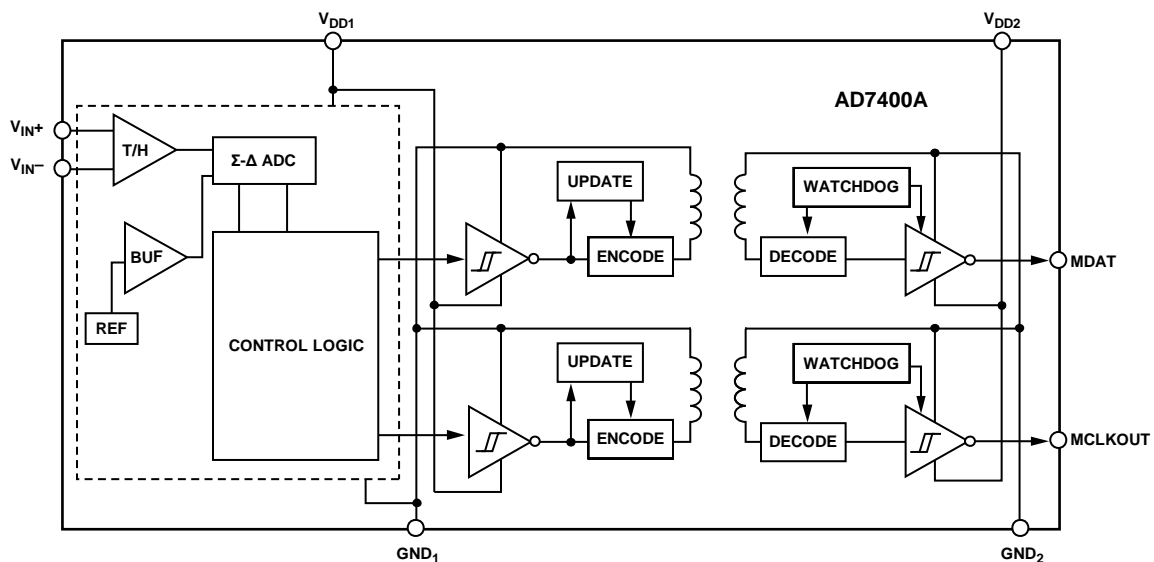 VDD1
VDD2
AD7400A
VIN+
VIN–
T/H
Σ-Δ ADC
BUF
REF
CONTROL LOGIC
UPDATE
ENCODE
WATCHDOG
DECODE
MDAT
UPDATE
ENCODE
WATCHDOG
DECODE
MCLKOUT
GND1
GND2